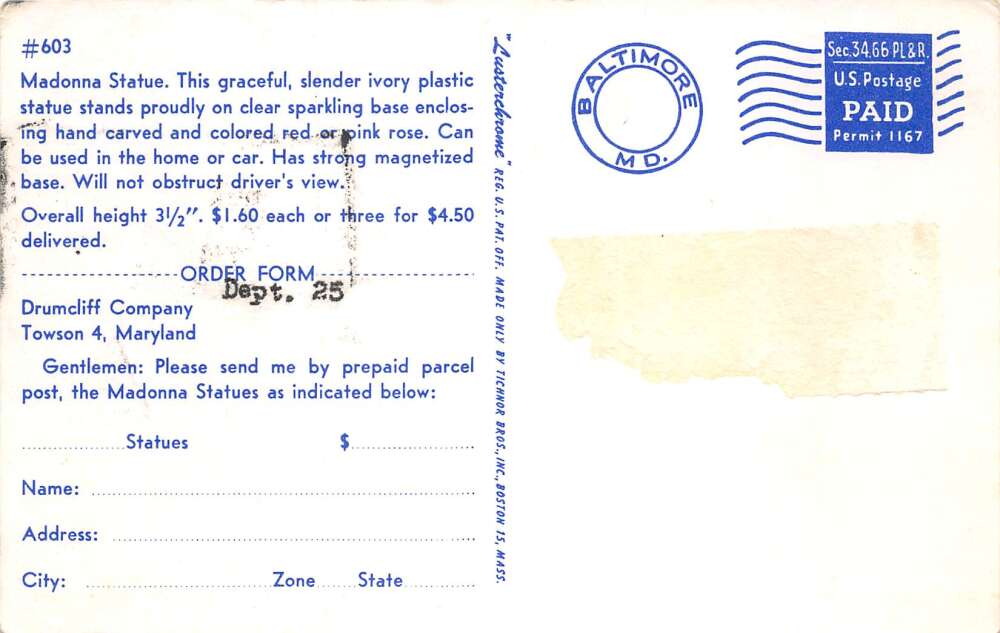 #603
Madonna Statue. This graceful, slender ivory plastic
statue stands proudly on clear sparkling base enclos-
ing hand carved and colored red or pink rose. Can
be used in the home or car. Has strong magnetized
base. Will not obstruct driver's view.
Overall height 3½″. $1.60 each or three for $4.50
delivered.
ORDER FORM
Dept. 25
Drumcliff Company
Towson 4, Maryland
Gentlemen: Please send me by prepaid parcel
post, the Madonna Statues as indicated below:
Statues $
Name:
Address:
City: Zone State
"Lusterchrome" REG. U.S. PAT. OFF. MADE ONLY BY TICHNOR BROS., INC., BOSTON 15, MASS.
BALTIMORE
MD.
Sec.34.66 PL&R.
U.S. Postage
PAID
Permit 1167